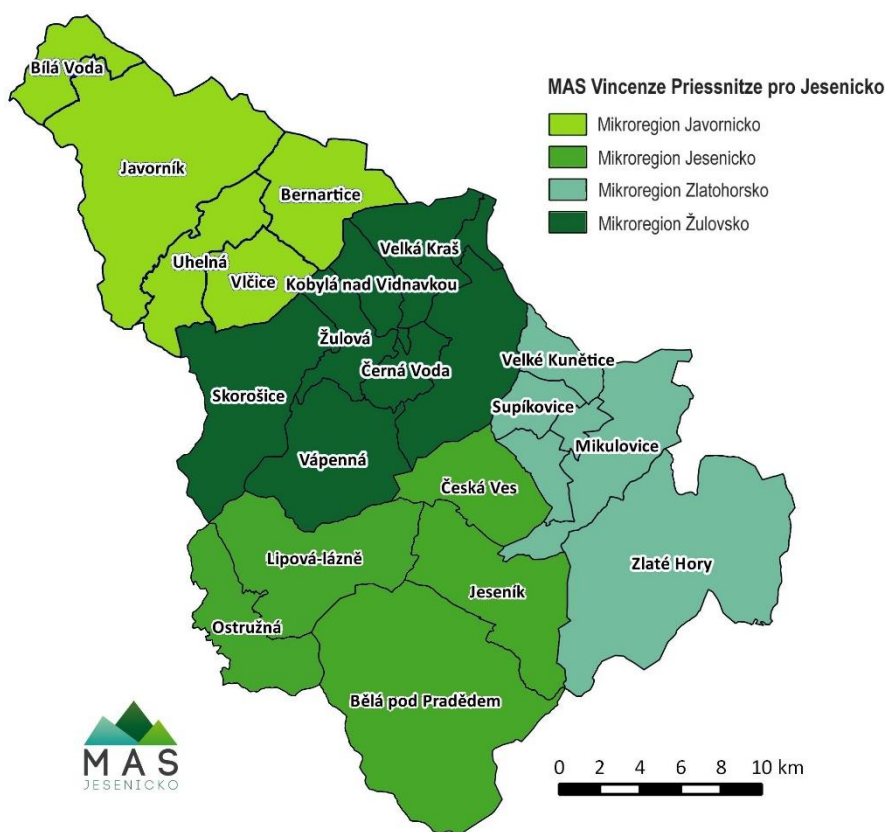 MAS Vincenze Priessnitze pro Jesenicko
Mikroregion Javornicko
Mikroregion Jesenicko
Mikroregion Zlatohorsko
Mikroregion Žulovsko
Bílá Voda
Javorník
Bernartice
Uhelná
Vlčice
Velká Kraš
Kobylá nad Vidnavkou
Žulová
Černá Voda
Skorošice
Vápenná
Velké Kunětice
Supíkovice
Mikulovice
Česká Ves
Zlaté Hory
Lipová-lázně
Jeseník
Ostružná
Bělá pod Pradědem
MAS
JESENICKO
0 2 4 6 8 10 km